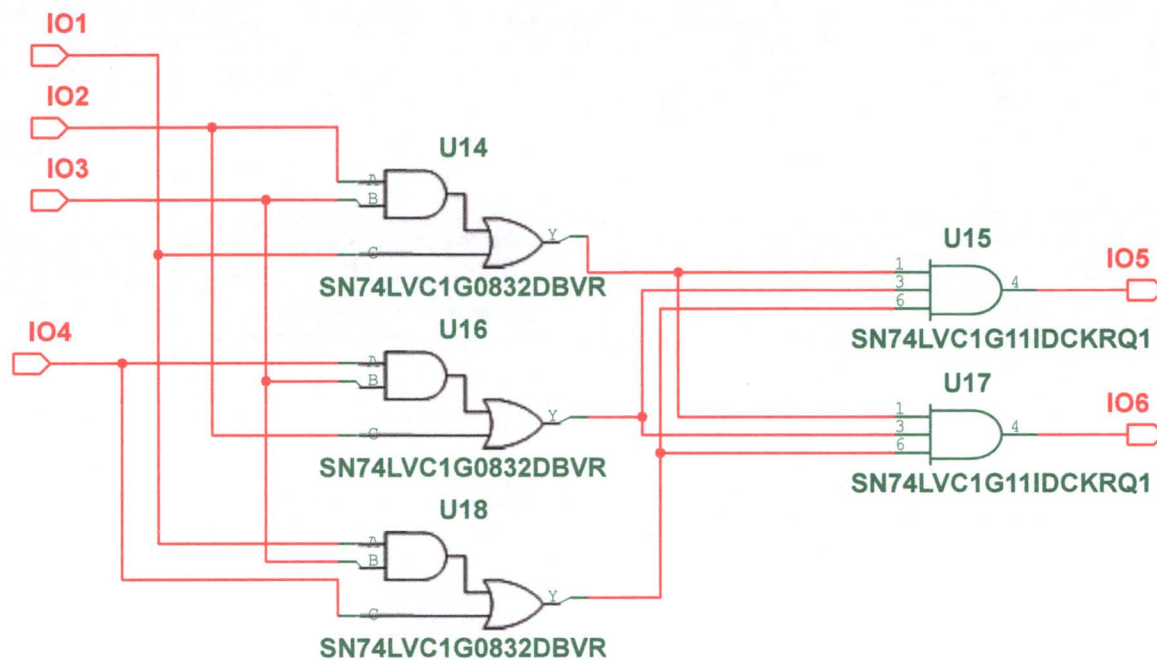 IO1
IO2
IO3
IO4
U14
A
B
C
Y
SN74LVC1G0832DBVR
U16
A
B
C
Y
SN74LVC1G0832DBVR
U18
A
B
C
Y
SN74LVC1G0832DBVR
U15
1
3
6
4
IO5
SN74LVC1G11IDCKRQ1
U17
1
3
6
4
IO6
SN74LVC1G11IDCKRQ1